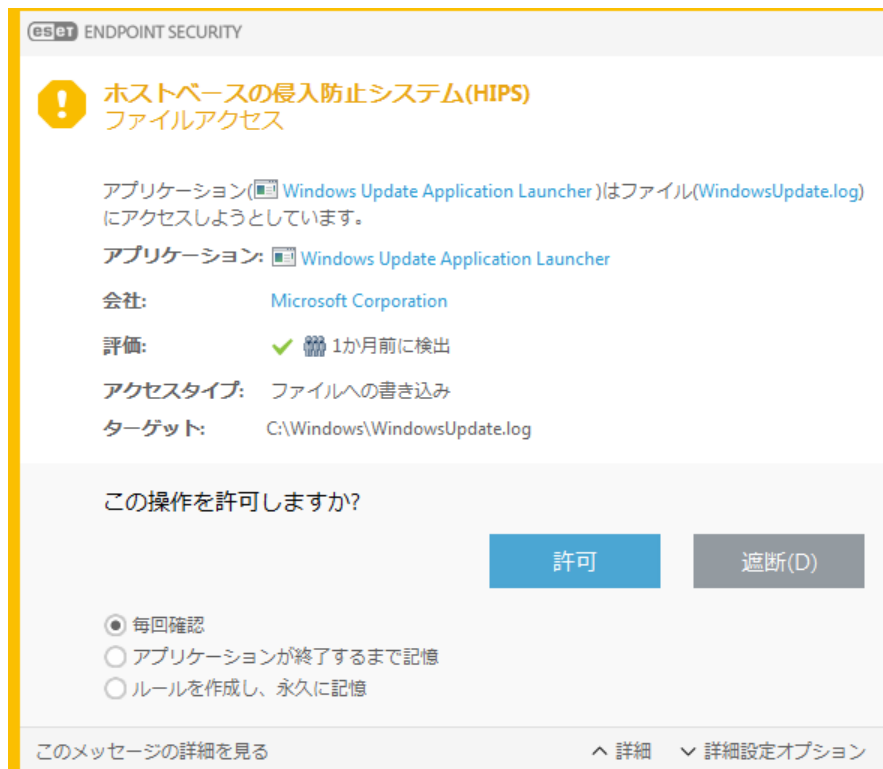 eset ENDPOINT SECURITY
ホストベースの侵入防止システム(HIPS)
ファイルアクセス
アプリケーション( Windows Update Application Launcher )はファイル(WindowsUpdate.log)
にアクセスしようとしています。
アプリケーション: Windows Update Application Launcher
会社: Microsoft Corporation
評価: 1か月前に検出
アクセスタイプ: ファイルへの書き込み
ターゲット: C:\Windows\WindowsUpdate.log
この操作を許可しますか?
許可 遮断(D)
毎回確認
アプリケーションが終了するまで記憶
ルールを作成し、永久に記憶
このメッセージの詳細を見る 詳細 詳細設定オプション